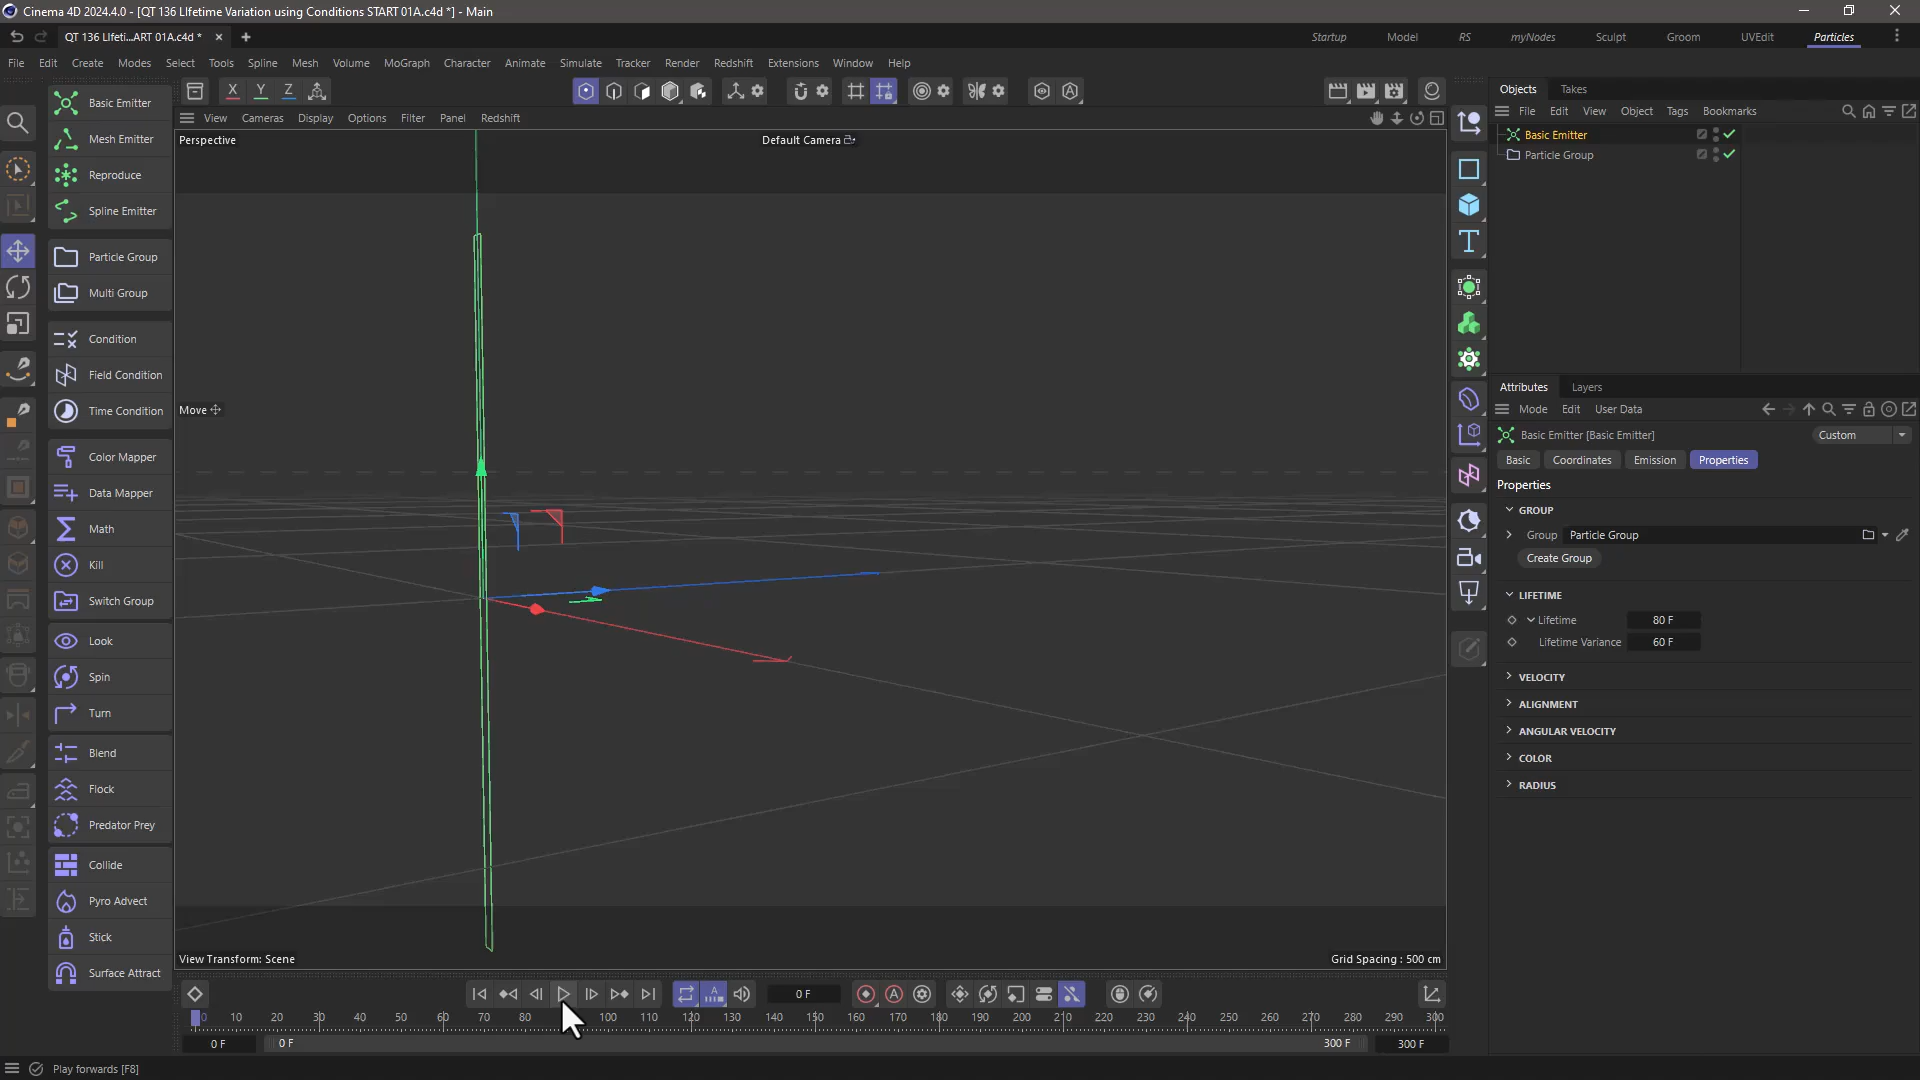 Cinema 4D 2024.4.0 - [QT 136 LIfetime Variation using Conditions START 01A.c4d *] - Main
QT 136 LIfeti...ART 01A.c4d *
Startup
Model
RS
myNodes
Sculpt
Groom
UVEdit
Particles
File Edit Create Modes Select Tools Spline Mesh Volume MoGraph Character Animate Simulate Tracker Render Redshift Extensions Window Help
X Y Z
Objects Takes
File Edit View Object Tags Bookmarks
View Cameras Display Options Filter Panel Redshift
Perspective
Default Camera
Basic Emitter
Particle Group
Basic Emitter
Mesh Emitter
Reproduce
Spline Emitter
Particle Group
Multi Group
Condition
Field Condition
Time Condition
Color Mapper
Data Mapper
Math
Kill
Switch Group
Look
Spin
Turn
Blend
Flock
Predator Prey
Collide
Pyro Advect
Stick
Surface Attract
Move
Attributes Layers
Mode Edit User Data
Basic Emitter [Basic Emitter]
Custom
Basic Coordinates Emission Properties
Properties
GROUP
Group Particle Group
Create Group
LIFETIME
Lifetime 80 F
Lifetime Variance 60 F
VELOCITY
ALIGNMENT
ANGULAR VELOCITY
COLOR
RADIUS
View Transform: Scene
Grid Spacing : 500 cm
0 F
0 10 20 30 40 50 60 70 80 100 110 120 130 140 150 160 170 180 190 200 210 220 230 240 250 260 270 280 290 300
0 F
0 F
300 F
300 F
Play forwards [F8]